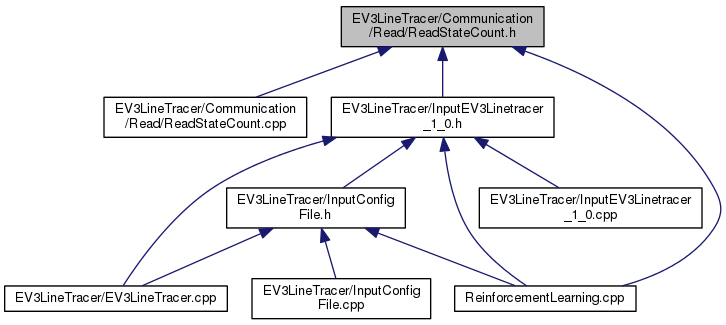 EV3LineTracer/Communication
/Read/ReadStateCount.h
EV3LineTracer/Communication
/Read/ReadStateCount.cpp
EV3LineTracer/InputEV3Linetracer
_1_0.h
EV3LineTracer/InputConfig
File.h
EV3LineTracer/InputEV3Linetracer
_1_0.cpp
EV3LineTracer/EV3LineTracer.cpp
EV3LineTracer/InputConfig
File.cpp
ReinforcementLearning.cpp